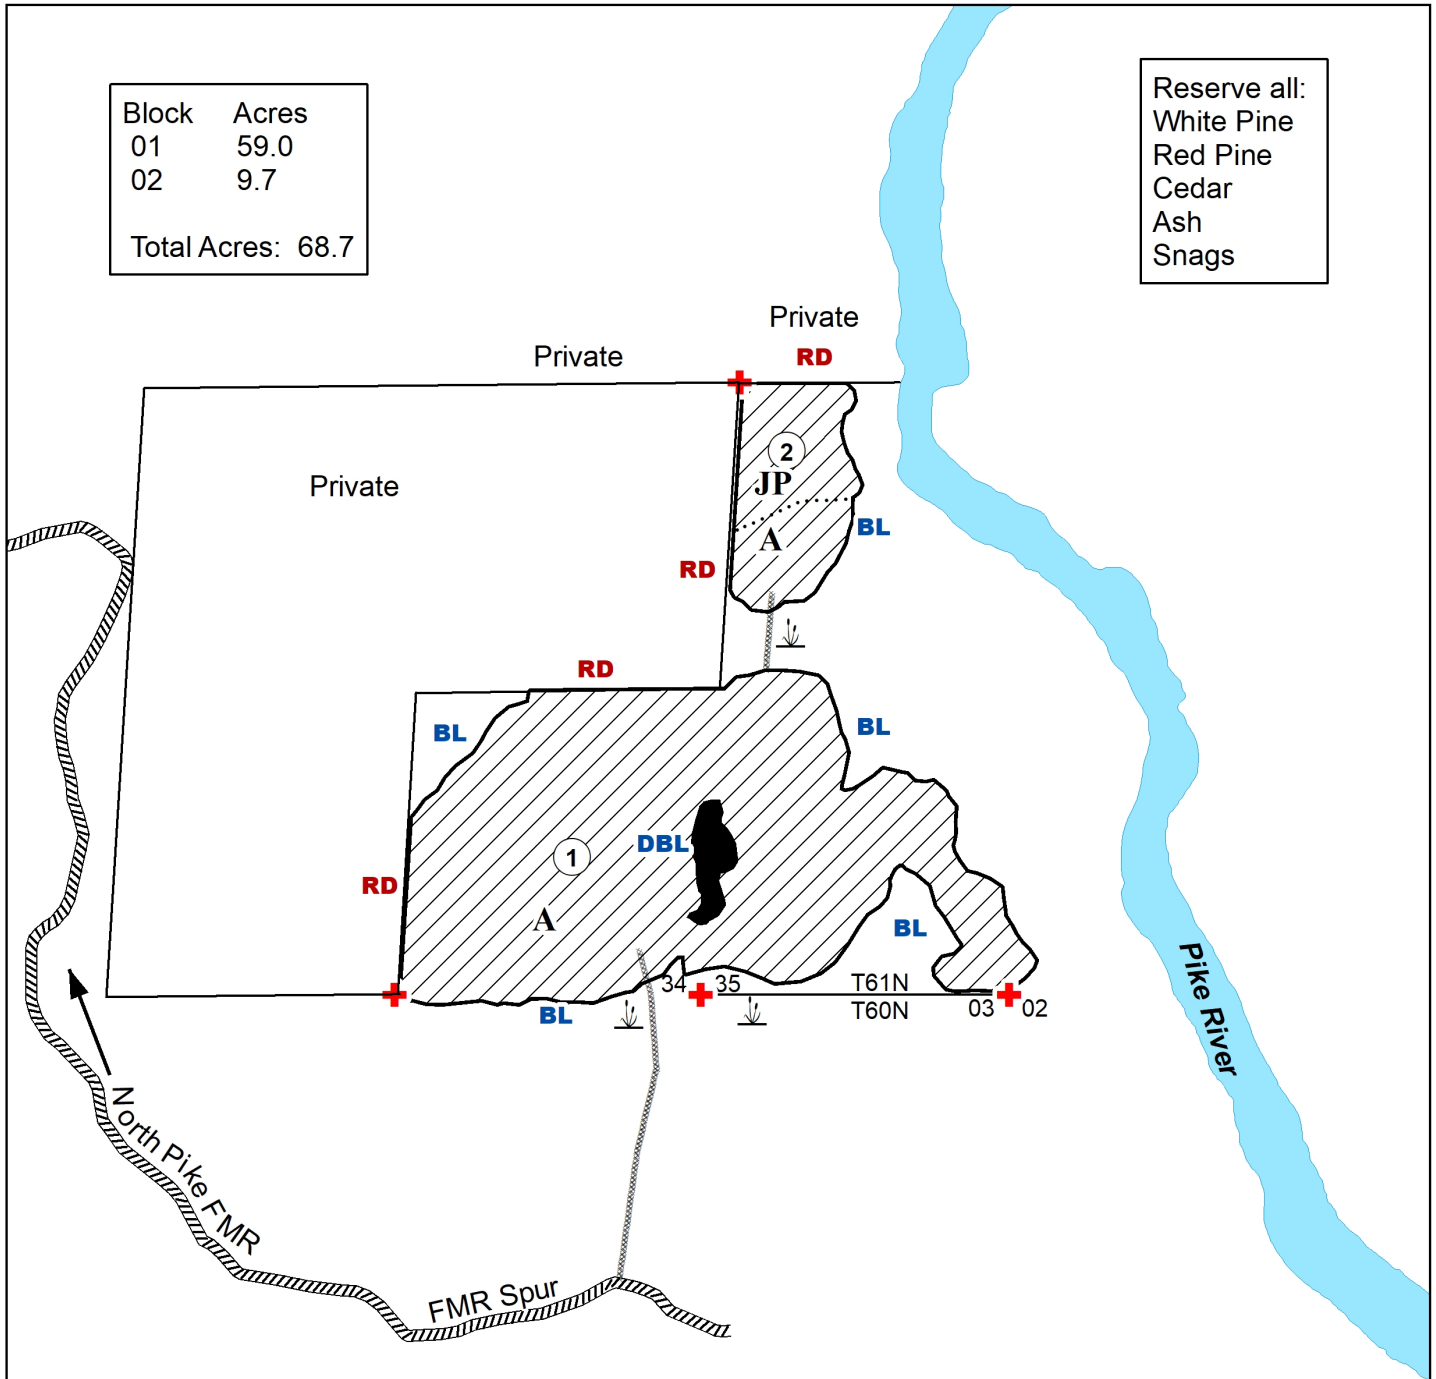 Block Acres
01 59.0
02 9.7
Total Acres: 68.7
Reserve all:
White Pine
Red Pine
Cedar
Ash
Snags
Private
Private
RD
2
Private
JP
BL
A
RD
RD
BL
BL
DBL
1
RD
A
BL
34 35
T61N
T60N
03 02
BL
Pike River
North Pike FMR
FMR Spur